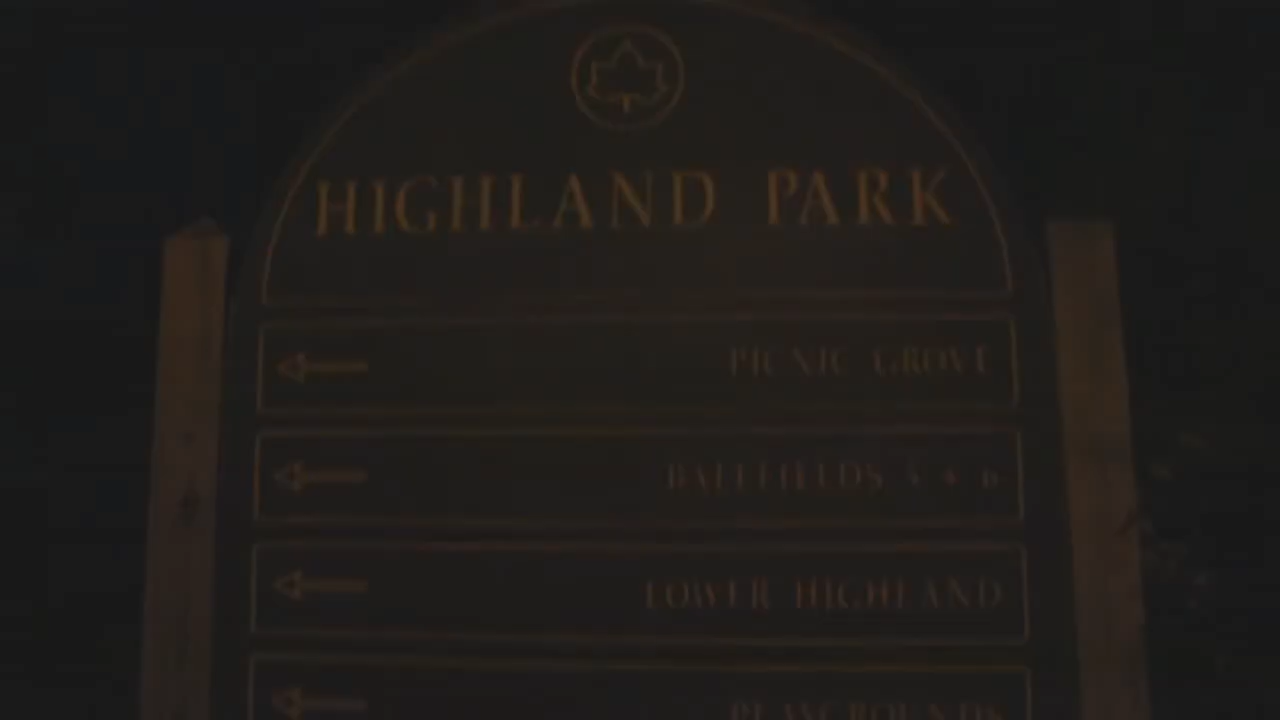 HIGHLAND PARK
PICNIC GROVE
BALLFIELDS
LOWER HIGHLAND
PLAYGROUNDS